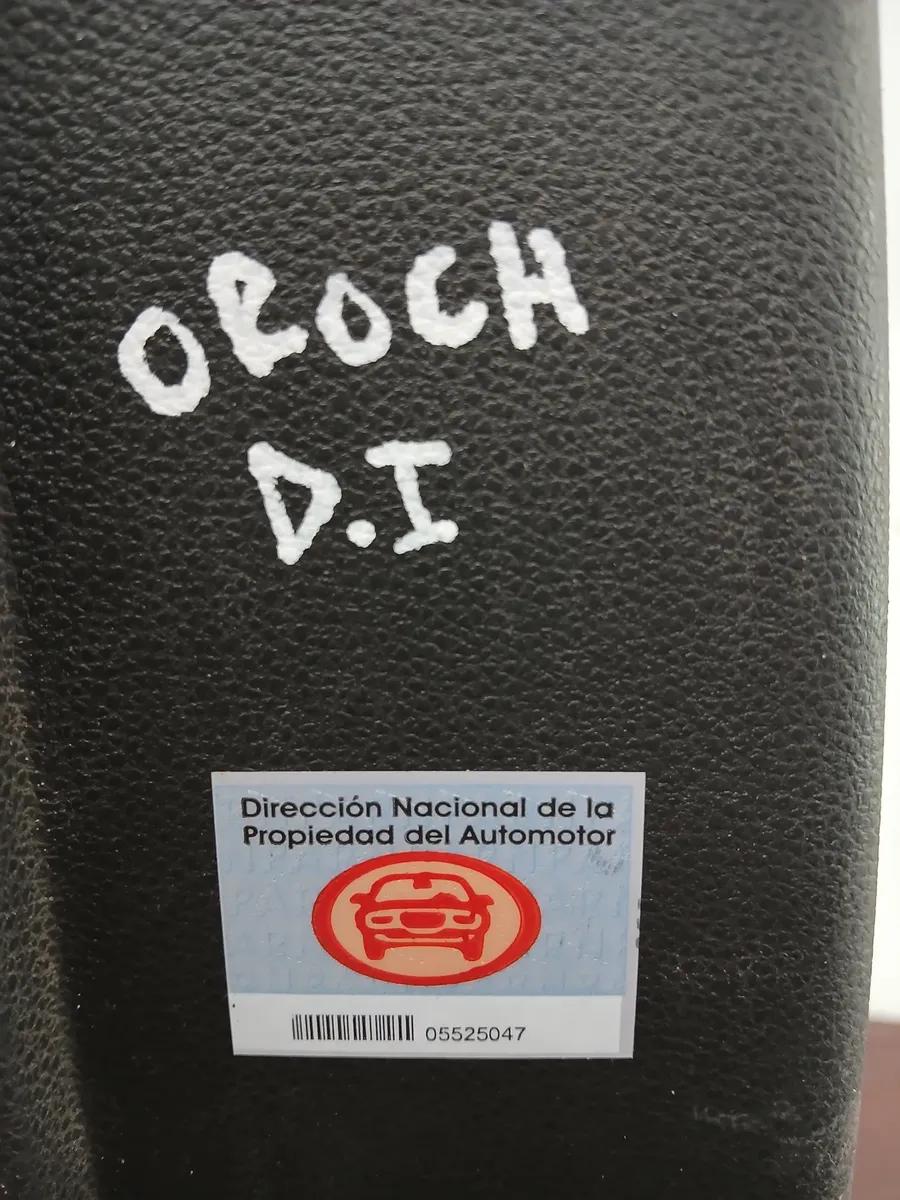 OROCH
D.I
Dirección Nacional de la
Propiedad del Automotor
05525047